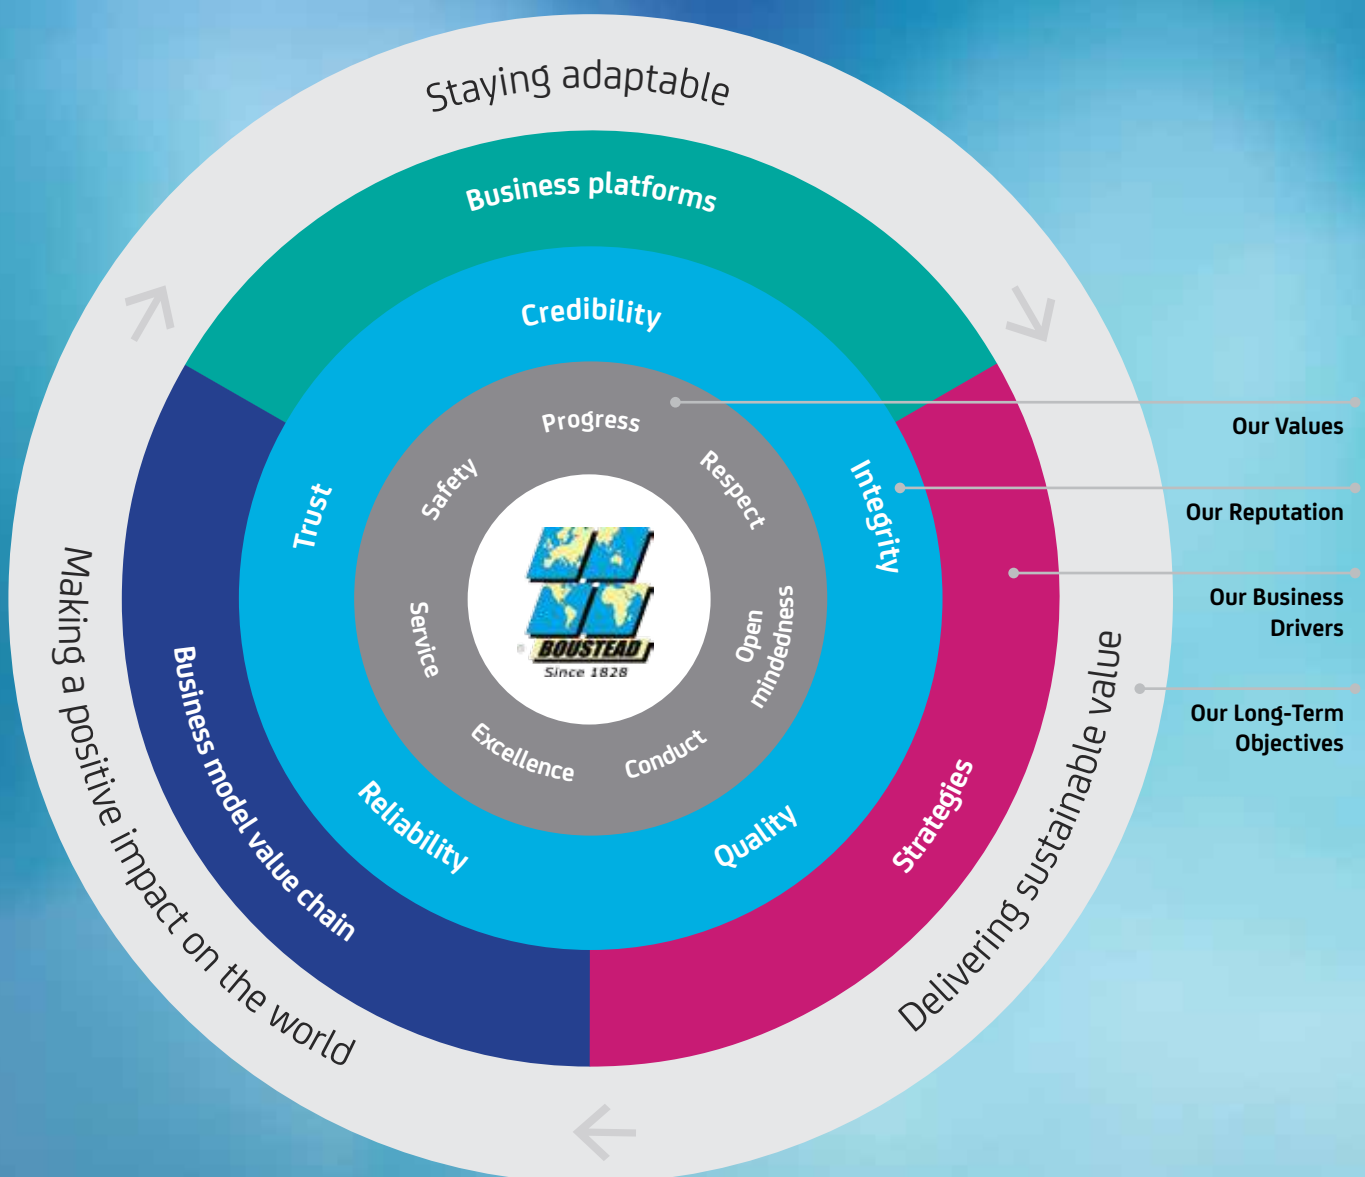 Staying adaptable
Business platforms
Credibility
Progress
Respect
Safety
Trust
Integrity
Open
mindedness
Service
Excellence
Conduct
Reliability
Quality
Business model value chain
Strategies
Making a positive impact on the world
Delivering sustainable value
BOUSTEAD
Since 1828
Our Values
Our Reputation
Our Business
Drivers
Our Long-Term
Objectives